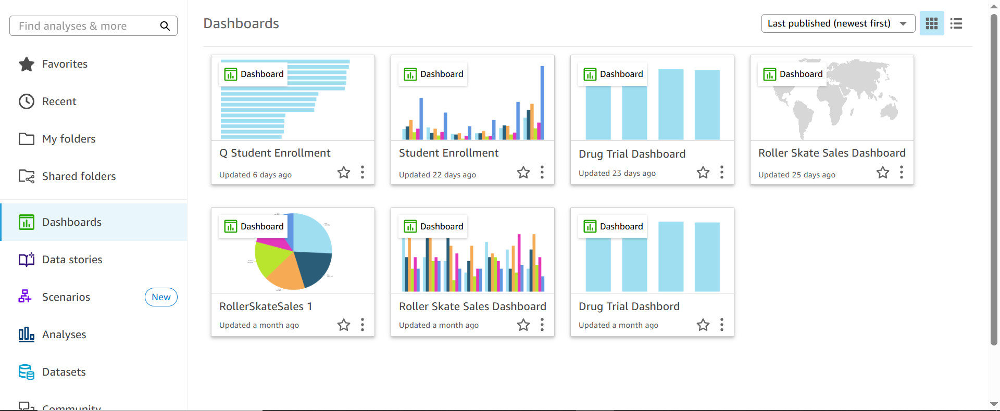 Find analyses & more
Favorites
Recent
My folders
Shared folders
Dashboards
Data stories
Scenarios New
Analyses
Datasets
Community
Dashboards
Last published (newest first)
Dashboard
Q Student Enrollment
Updated 6 days ago
Dashboard
Student Enrollment
Updated 22 days ago
Dashboard
Drug Trial Dashboard
Updated 23 days ago
Dashboard
Roller Skate Sales Dashboard
Updated 25 days ago
Dashboard
RollerSkateSales 1
Updated a month ago
Dashboard
Roller Skate Sales Dashboard
Updated a month ago
Dashboard
Drug Trial Dashbord
Updated a month ago